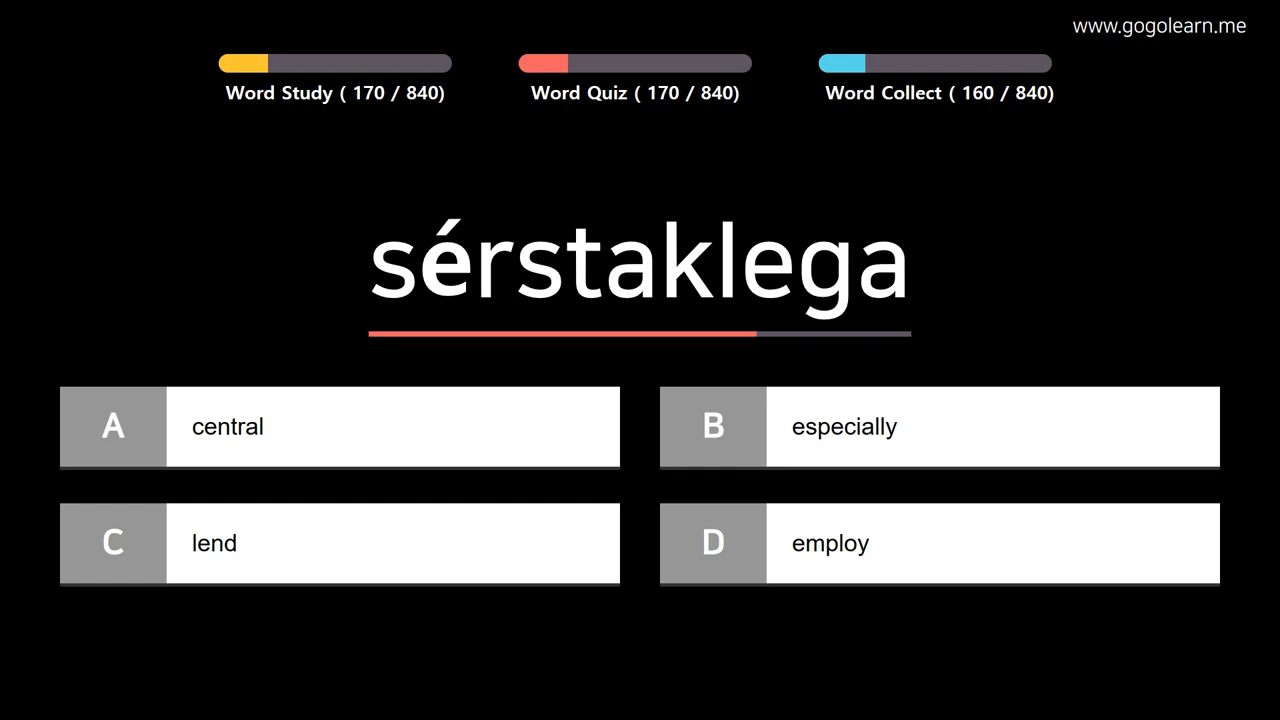 www.gogolearn.me
Word Study ( 170 / 840)
Word Quiz ( 170 / 840)
Word Collect ( 160 / 840)
sérstaklega
A central
B especially
C lend
D employ